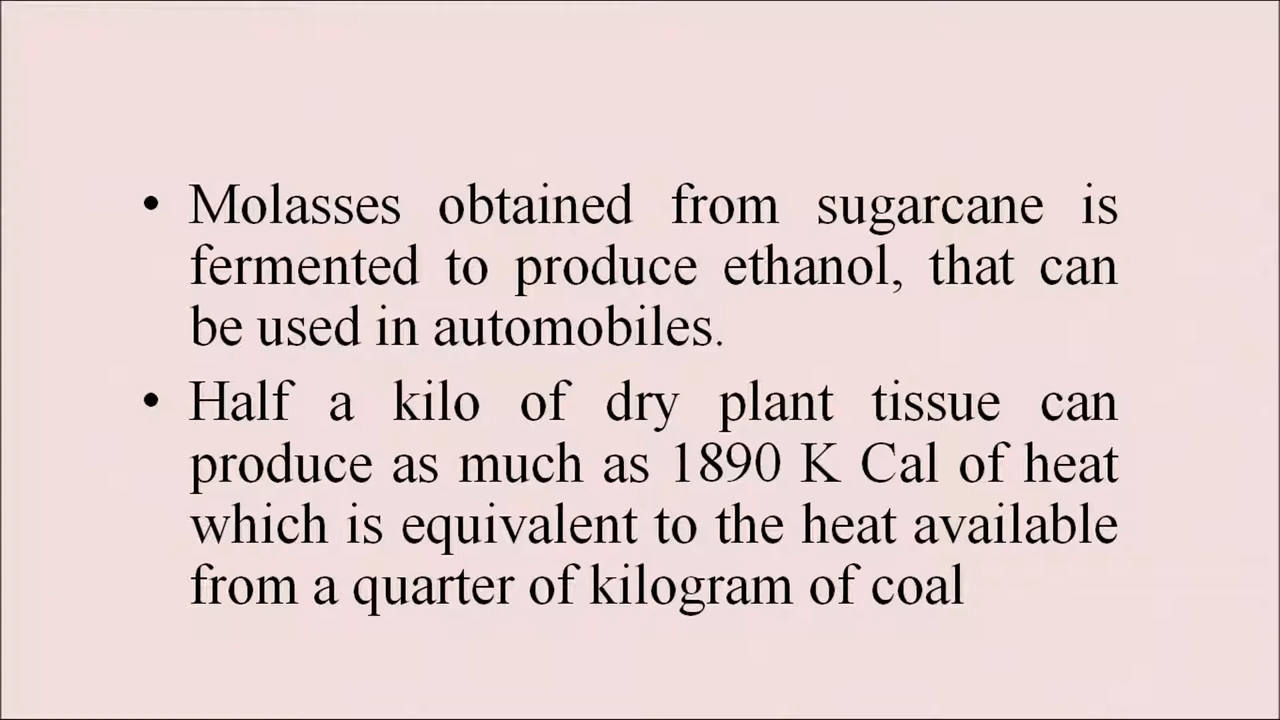 • Molasses obtained from sugarcane is
fermented to produce ethanol, that can
be used in automobiles.
• Half a kilo of dry plant tissue can
produce as much as 1890 K Cal of heat
which is equivalent to the heat available
from a quarter of kilogram of coal